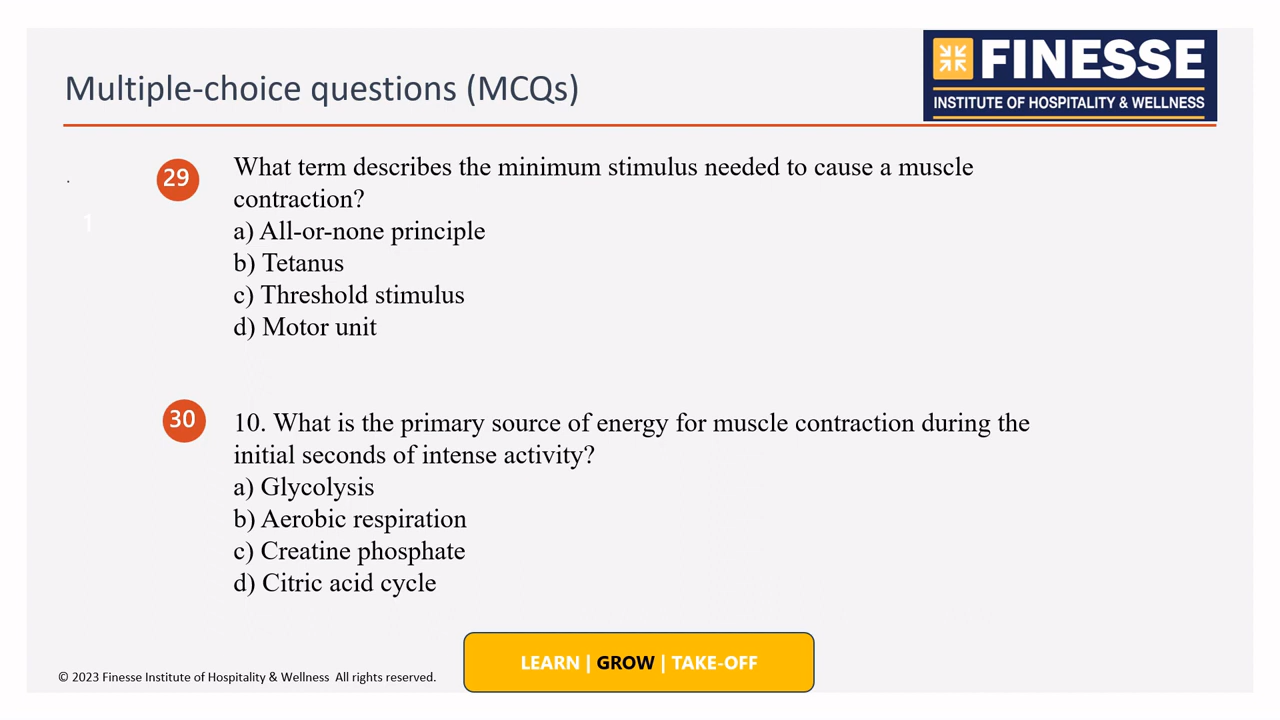 Multiple-choice questions (MCQs)
FINESSE
INSTITUTE OF HOSPITALITY & WELLNESS
.
1
29
What term describes the minimum stimulus needed to cause a muscle
contraction?
a) All-or-none principle
b) Tetanus
c) Threshold stimulus
d) Motor unit
30
10. What is the primary source of energy for muscle contraction during the
initial seconds of intense activity?
a) Glycolysis
b) Aerobic respiration
c) Creatine phosphate
d) Citric acid cycle
LEARN | GROW | TAKE-OFF
© 2023 Finesse Institute of Hospitality & Wellness All rights reserved.